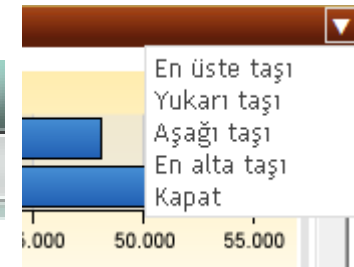 En üste taşı
Yukarı taşı
Aşağı taşı
En alta taşı
Kapat
50.000 55.000